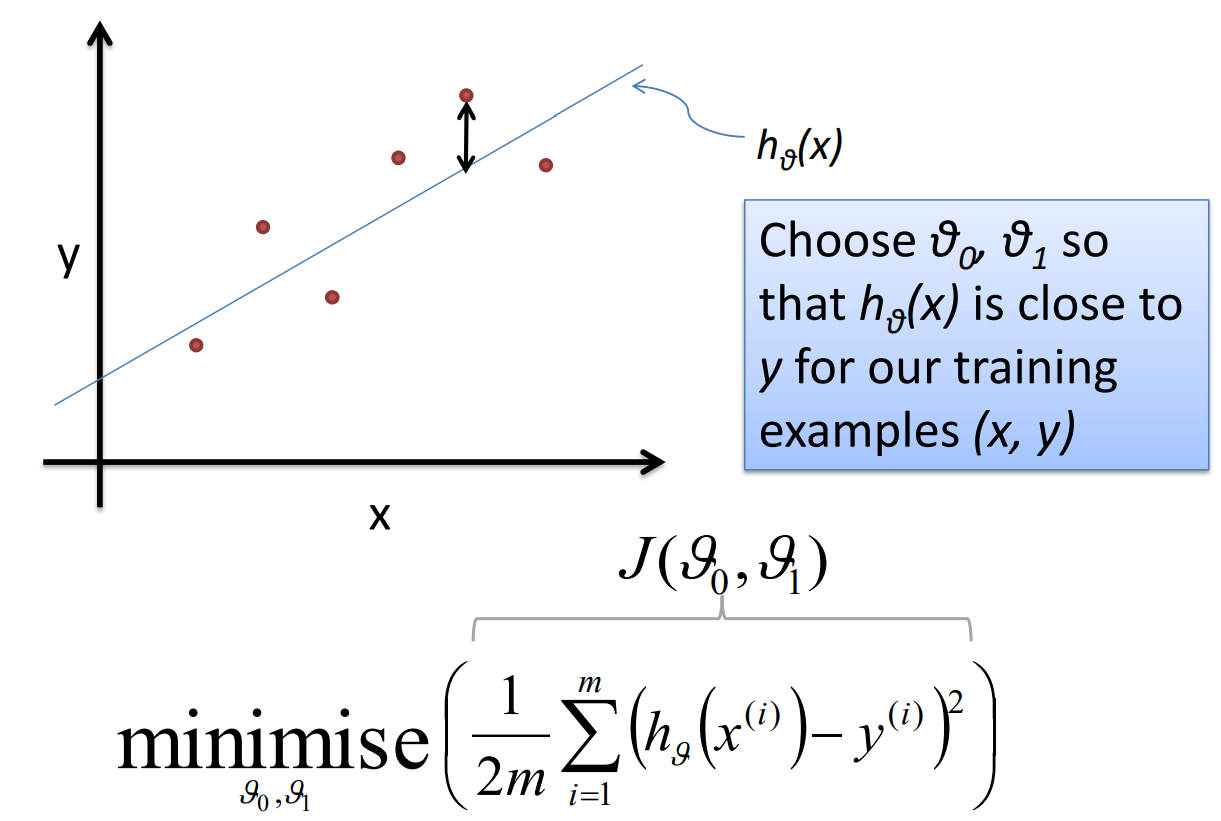 y
x
hϑ(x)
Choose ϑ0, ϑ1 so
that hϑ(x) is close to
y for our training
examples (x, y)
J(ϑ0, ϑ1)
minimise ϑ0, ϑ1 ( 1/2m ∑ i=1 m (hϑ(x(i)) − y(i))2 )